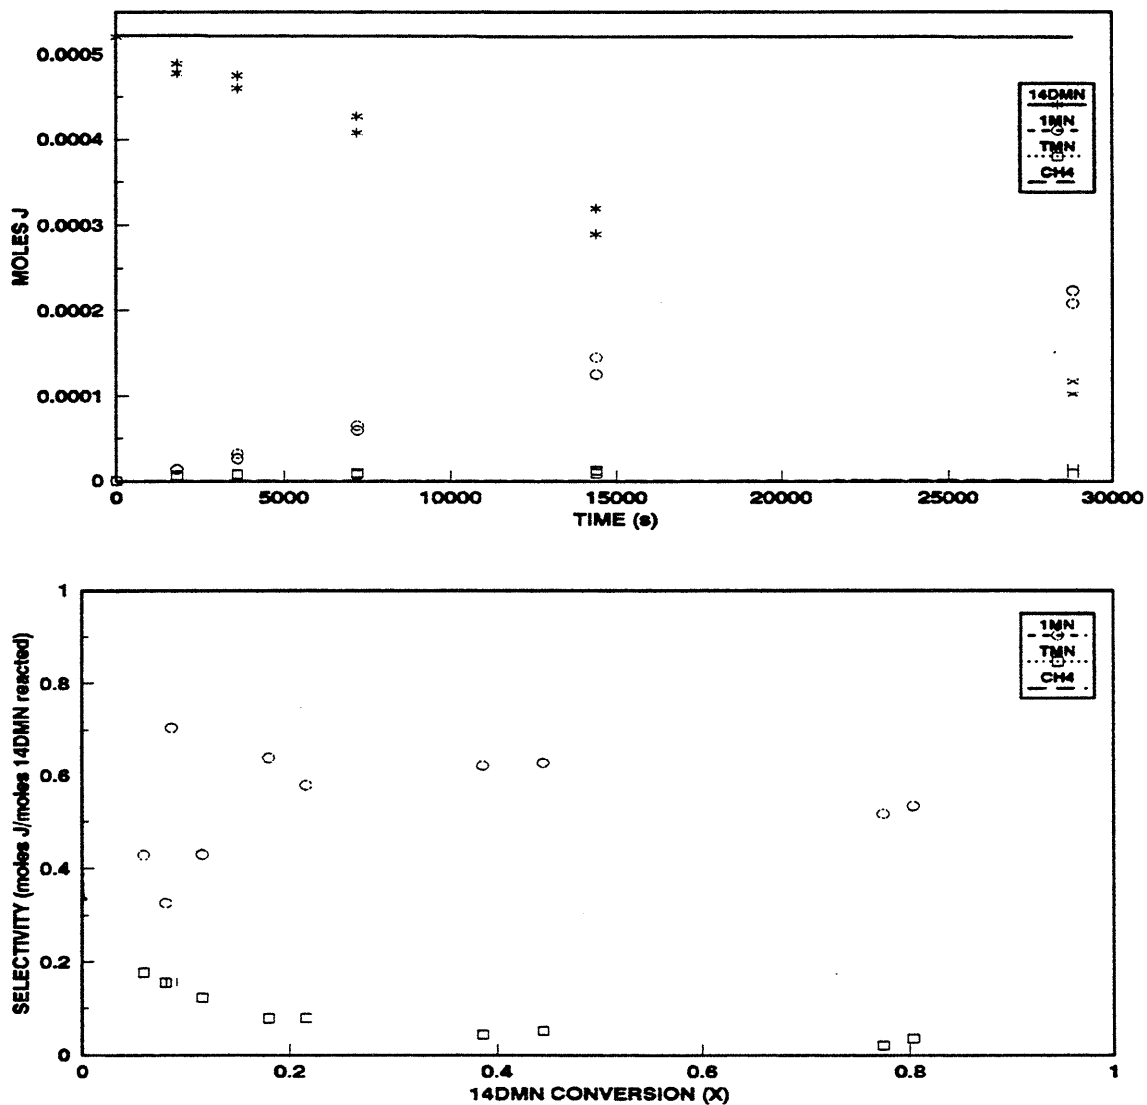 0.0005
0.0004
0.0003
0.0002
0.0001
0
MOLES J
14DMN
1MN
TMN
CH4
0 5000 10000 15000 20000 25000 30000
TIME (s)
1
0.8
0.6
0.4
0.2
0
SELECTIVITY (moles J/moles 14DMN reacted)
1MN
TMN
CH4
0 0.2 0.4 0.6 0.8 1
14DMN CONVERSION (X)